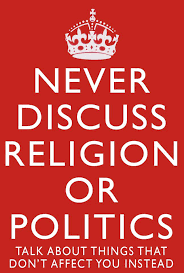 NEVER
DISCUSS
RELIGION
OR
POLITICS
TALK ABOUT THINGS THAT
DON'T AFFECT YOU INSTEAD